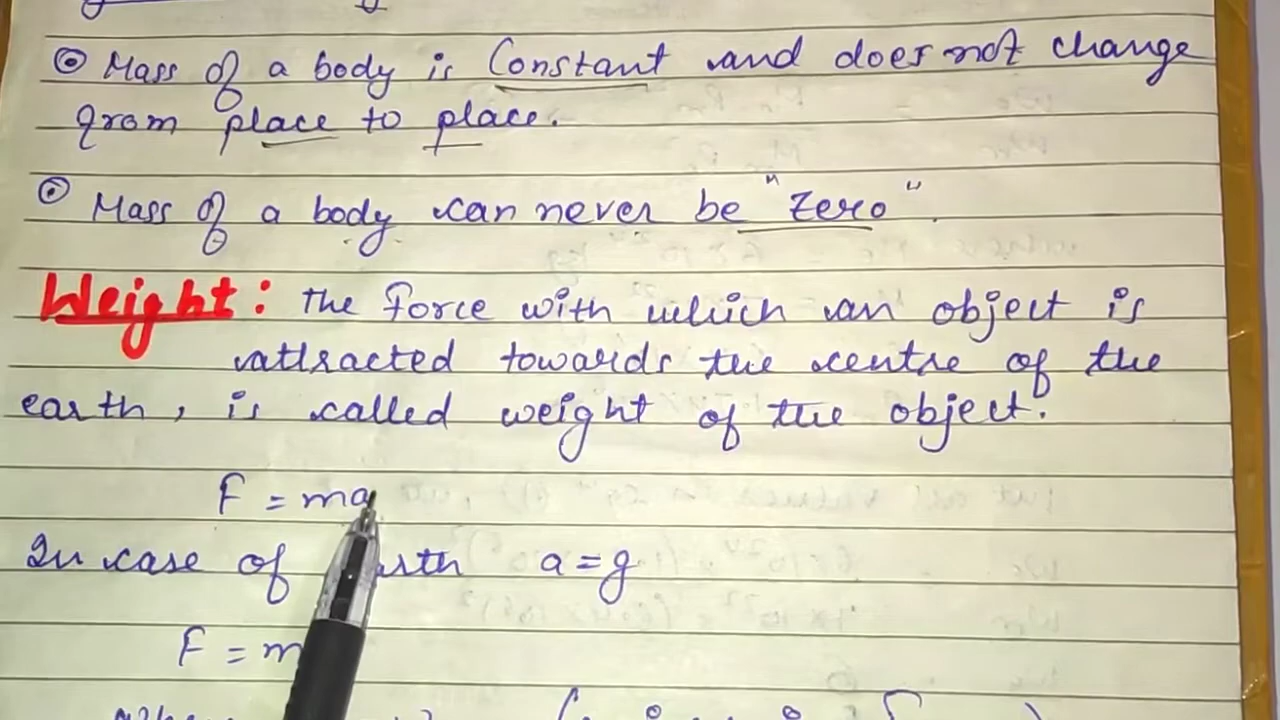 ⊙ Mass of a body is Constant and does not change
from place to place.
⊙ Mass of a body can never be "Zero".
Weight: The Force with which an object is
attracted towards the centre of the
earth, is called weight of the object.
F = ma
In case of a = g
F = m